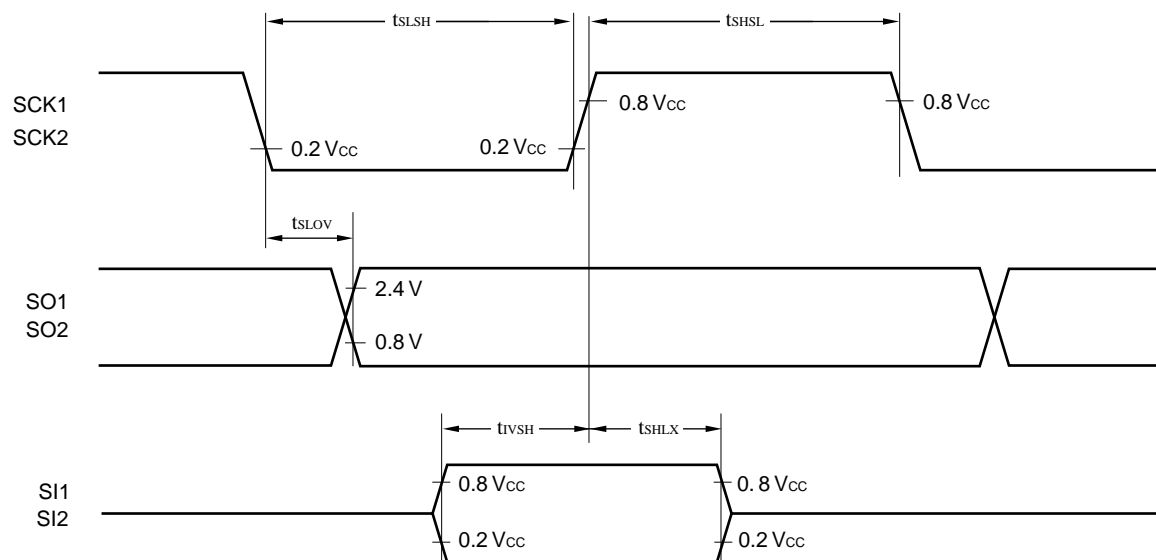 tSLSH tSHSL
SCK1
SCK2
0.8 VCC 0.8 VCC
0.2 VCC 0.2 VCC
tSLOV
SO1
SO2
2.4 V
0.8 V
tIVSH tSHLX
SI1
SI2
0.8 VCC 0.8 VCC
0.2 VCC 0.2 VCC